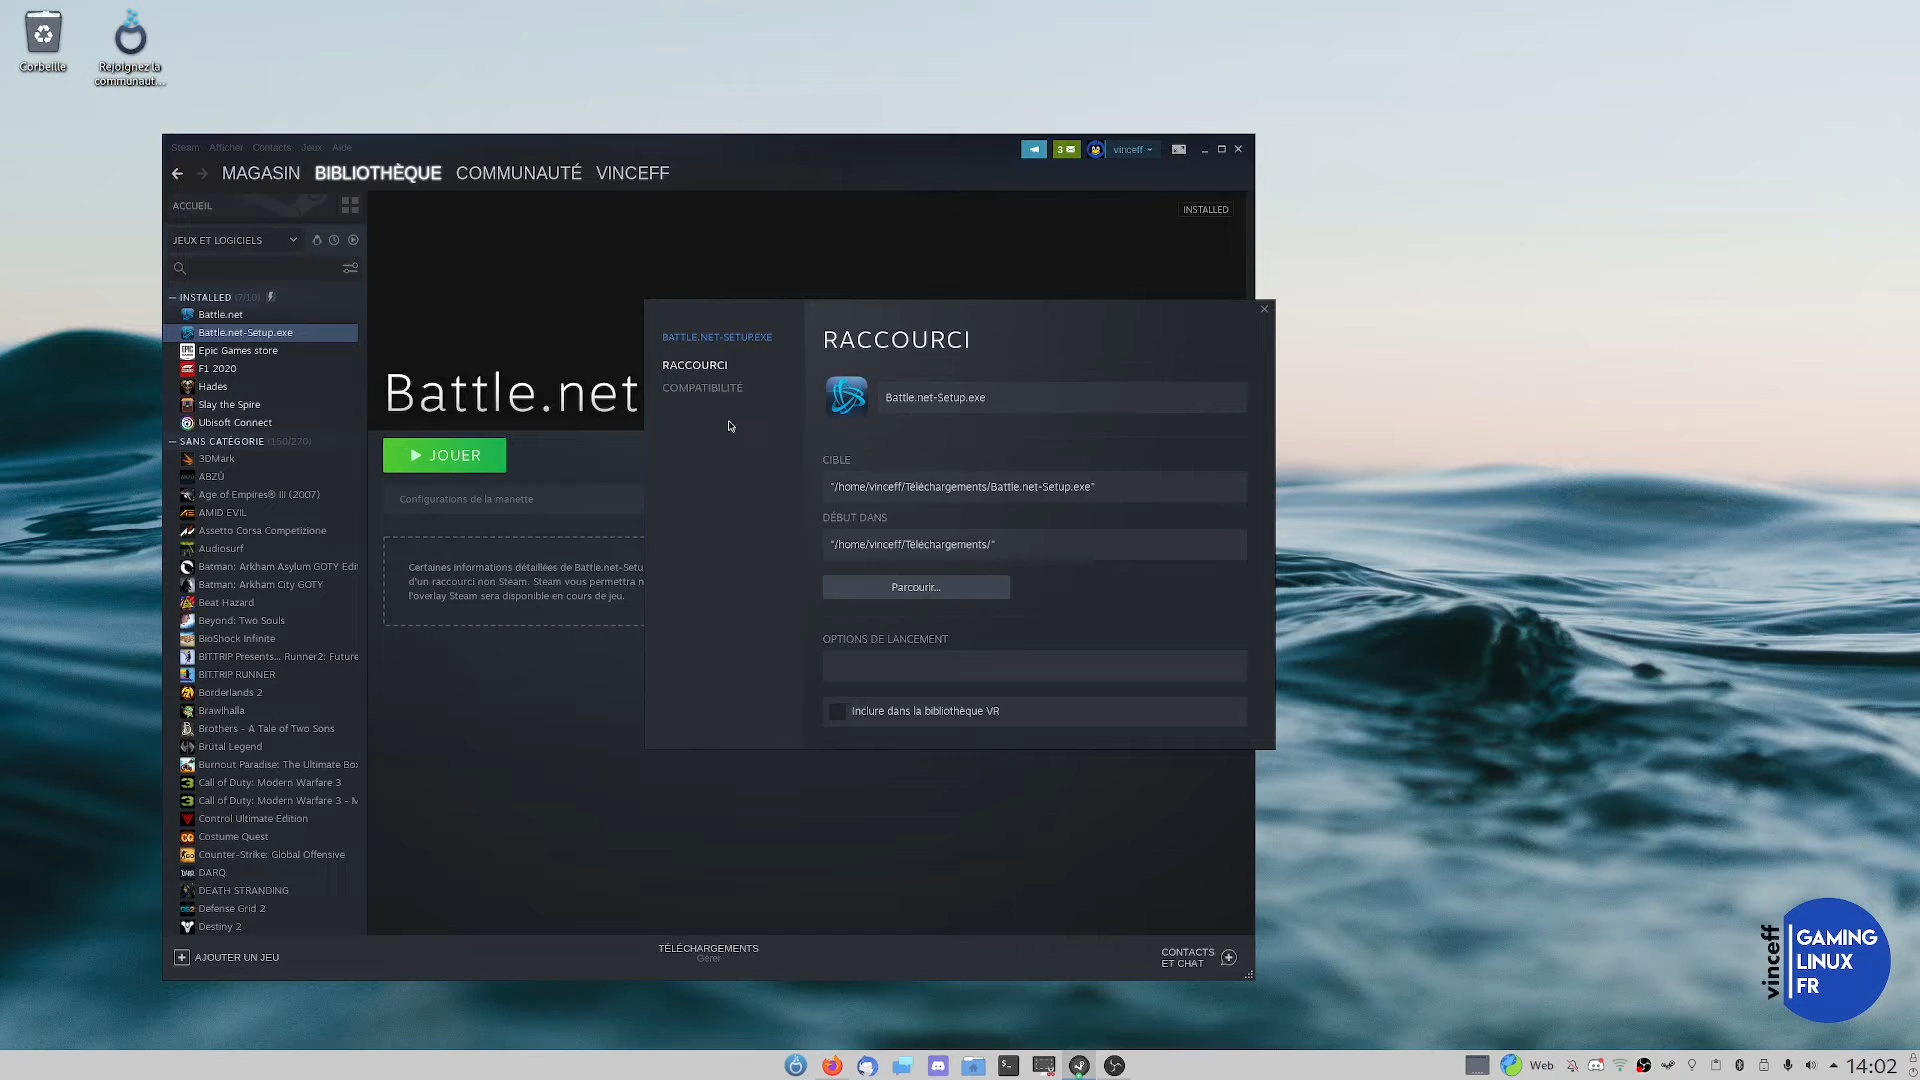 Corbeille
Rejoignez la
communaut...
Steam Afficher Contacts Jeux Aide
3
vinceff
MAGASIN BIBLIOTHÈQUE COMMUNAUTÉ VINCEFF
ACCUEIL
INSTALLED
JEUX ET LOGICIELS
INSTALLED (7/10)
Battle.net
Battle.net-Setup.exe
Epic Games store
F1 2020
Hades
Slay the Spire
Ubisoft Connect
SANS CATÉGORIE (150/270)
3DMark
ABZÛ
Age of Empires® III (2007)
AMID EVIL
Assetto Corsa Competizione
Audiosurf
Batman: Arkham Asylum GOTY Edit
Batman: Arkham City GOTY
Beat Hazard
Beyond: Two Souls
BioShock Infinite
BIT.TRIP Presents... Runner2: Future
BIT.TRIP RUNNER
Borderlands 2
Brawlhalla
Brothers - A Tale of Two Sons
Brutal Legend
Burnout Paradise: The Ultimate Box
Call of Duty: Modern Warfare 3
Call of Duty: Modern Warfare 3 - M
Control Ultimate Edition
Costume Quest
Counter-Strike: Global Offensive
DARQ
DEATH STRANDING
Defense Grid 2
Destiny 2
Battle.net
JOUER
Configurations de la manette
Certaines informations détaillées de Battle.net-Setu
d'un raccourci non Steam. Steam vous permettra n
l'overlay Steam sera disponible en cours de jeu.
BATTLE.NET-SETUP.EXE
RACCOURCI
COMPATIBILITÉ
RACCOURCI
Battle.net-Setup.exe
CIBLE
"/home/vinceff/Téléchargements/Battle.net-Setup.exe"
DÉBUT DANS
"/home/vinceff/Téléchargements/"
Parcourir...
OPTIONS DE LANCEMENT
Inclure dans la bibliothèque VR
AJOUTER UN JEU
TÉLÉCHARGEMENTS
Gérer
CONTACTS
ET CHAT
vinceff
GAMING
LINUX
FR
Web
14:02